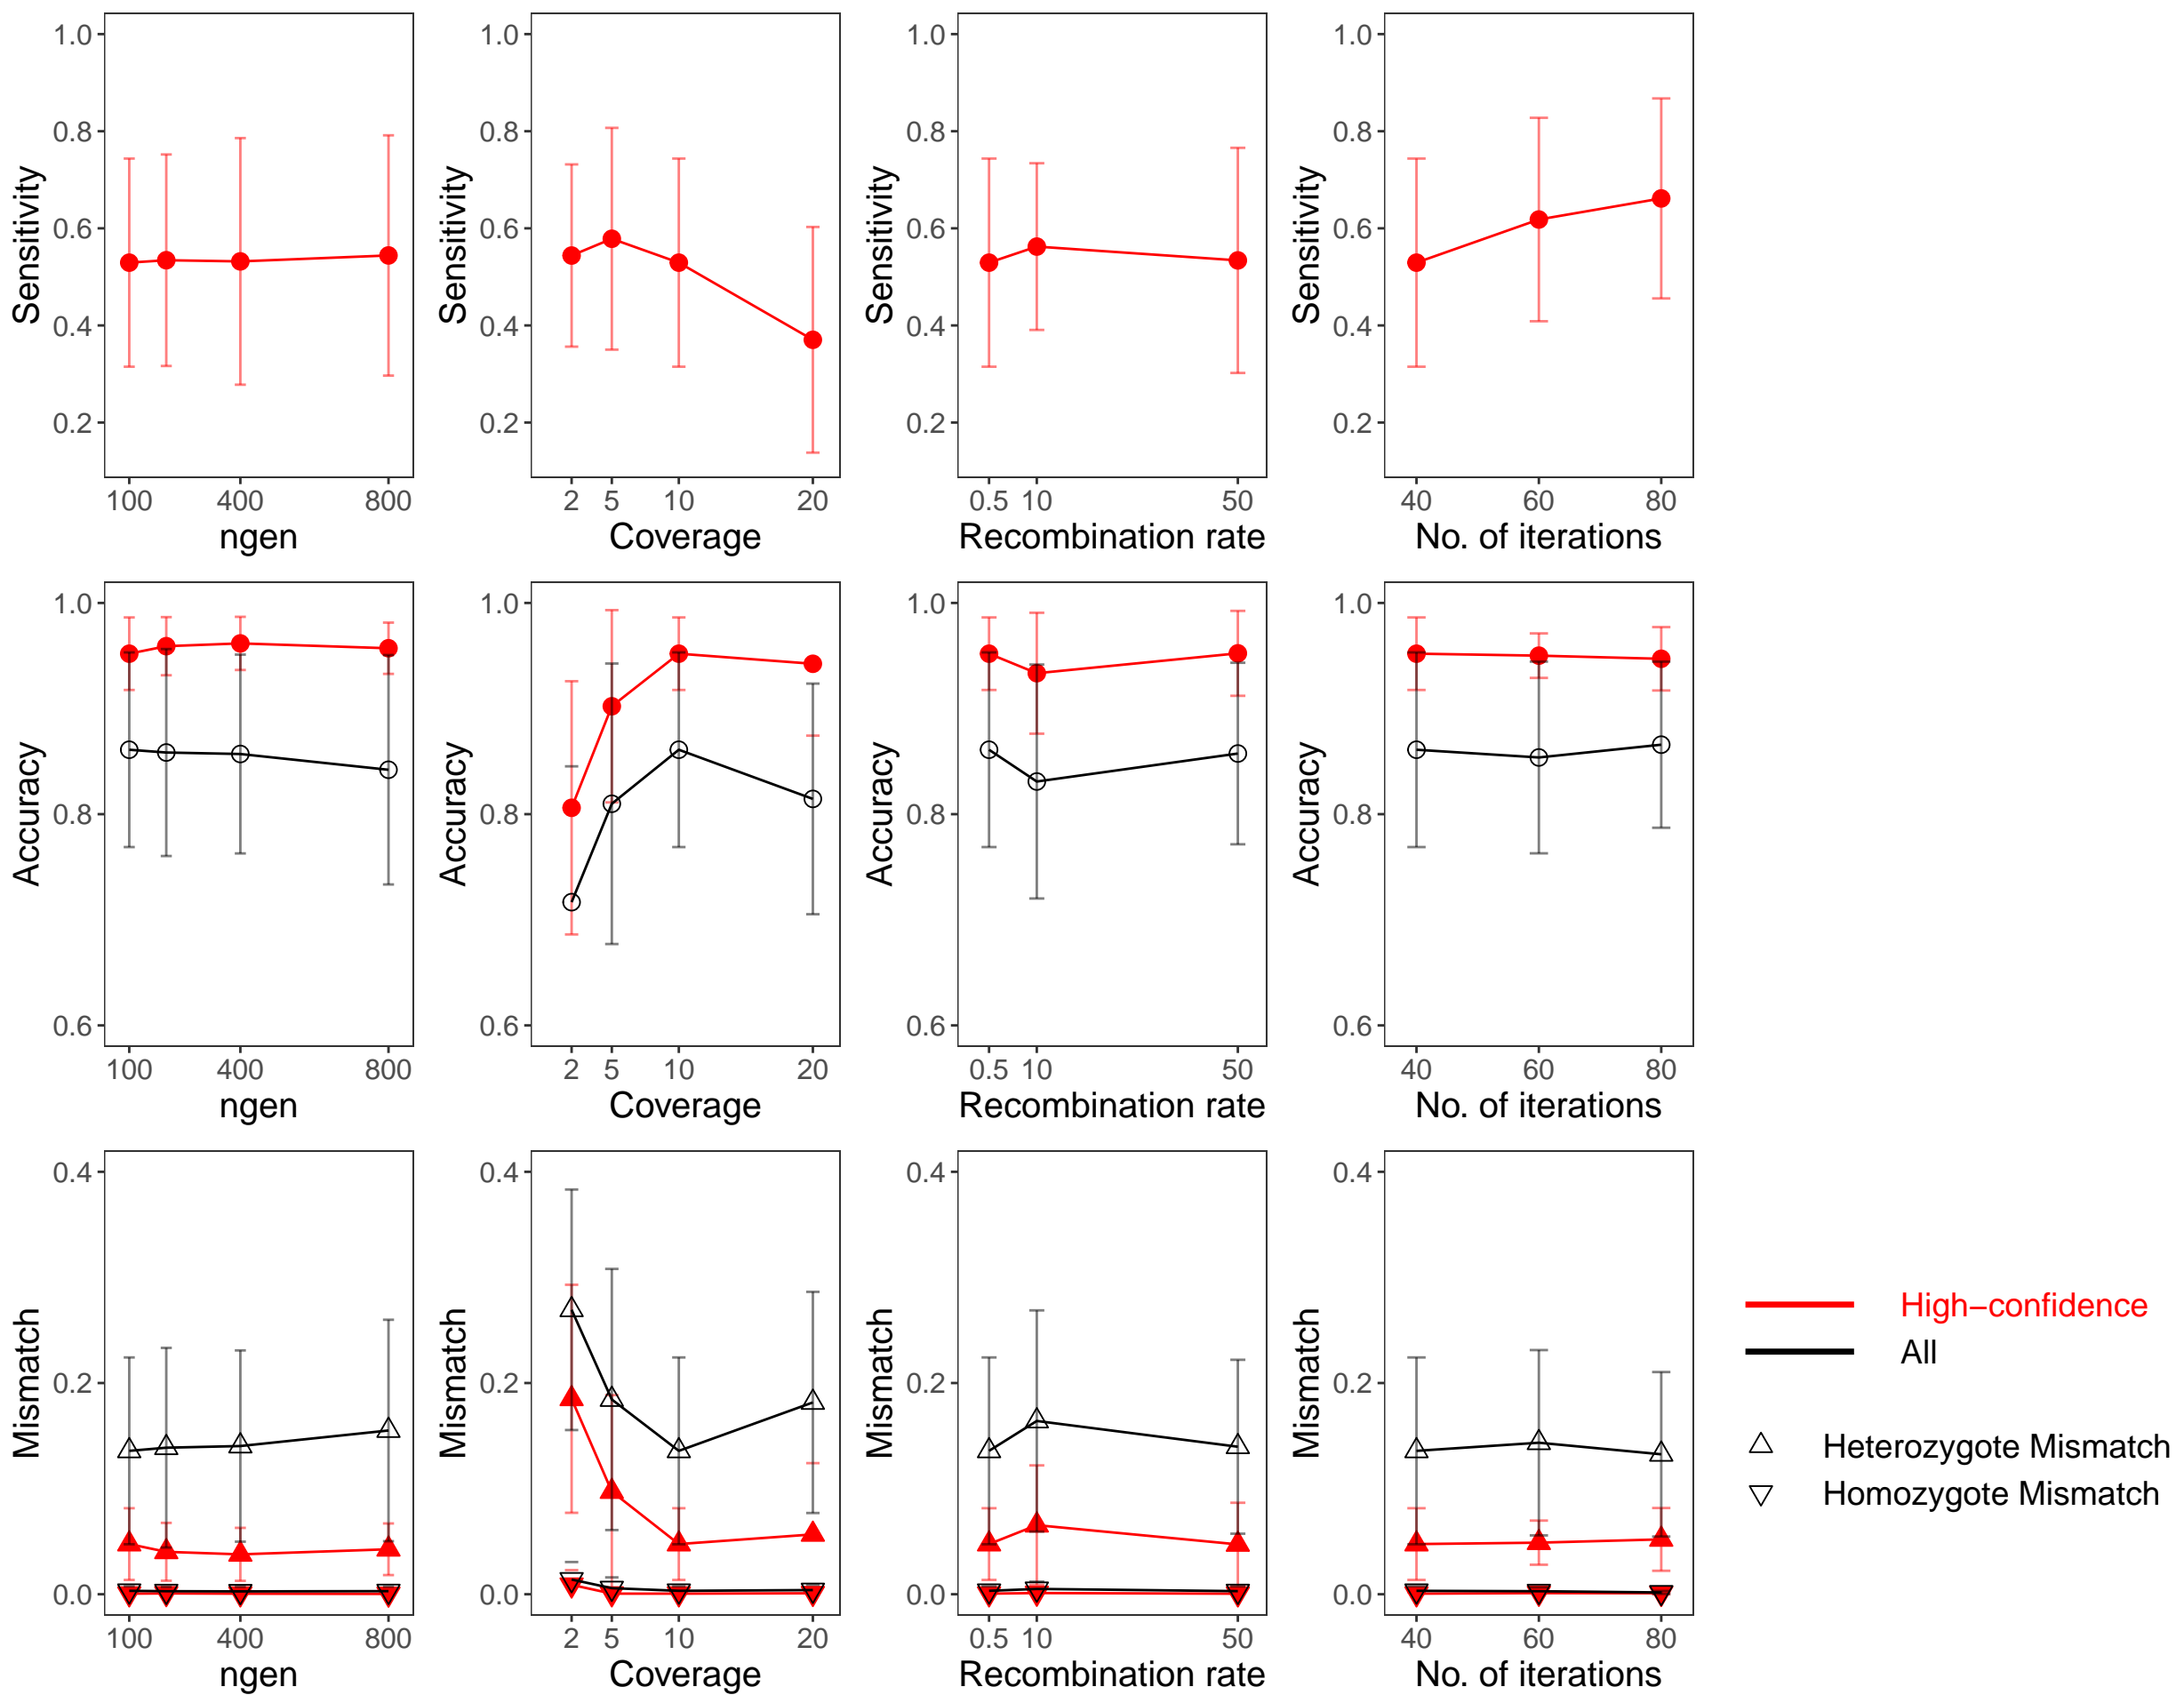 1.0 1.0 1.0 1.0
0.8 0.8 0.8 0.8
0.6 0.6 0.6 0.6
0.4 0.4 0.4 0.4
0.2 0.2 0.2 0.2
Sensitivity Sensitivity Sensitivity Sensitivity
100 400 800 2 5 10 20 0.5 10 50 40 60 80
ngen Coverage Recombination rate No. of iterations
1.0 1.0 1.0 1.0
0.8 0.8 0.8 0.8
0.6 0.6 0.6 0.6
Accuracy Accuracy Accuracy Accuracy
100 400 800 2 5 10 20 0.5 10 50 40 60 80
ngen Coverage Recombination rate No. of iterations
0.4 0.4 0.4 0.4
0.2 0.2 0.2 0.2
0.0 0.0 0.0 0.0
Mismatch Mismatch Mismatch Mismatch
100 400 800 2 5 10 20 0.5 10 50 40 60 80
ngen Coverage Recombination rate No. of iterations
High−confidence
All
Heterozygote Mismatch
Homozygote Mismatch